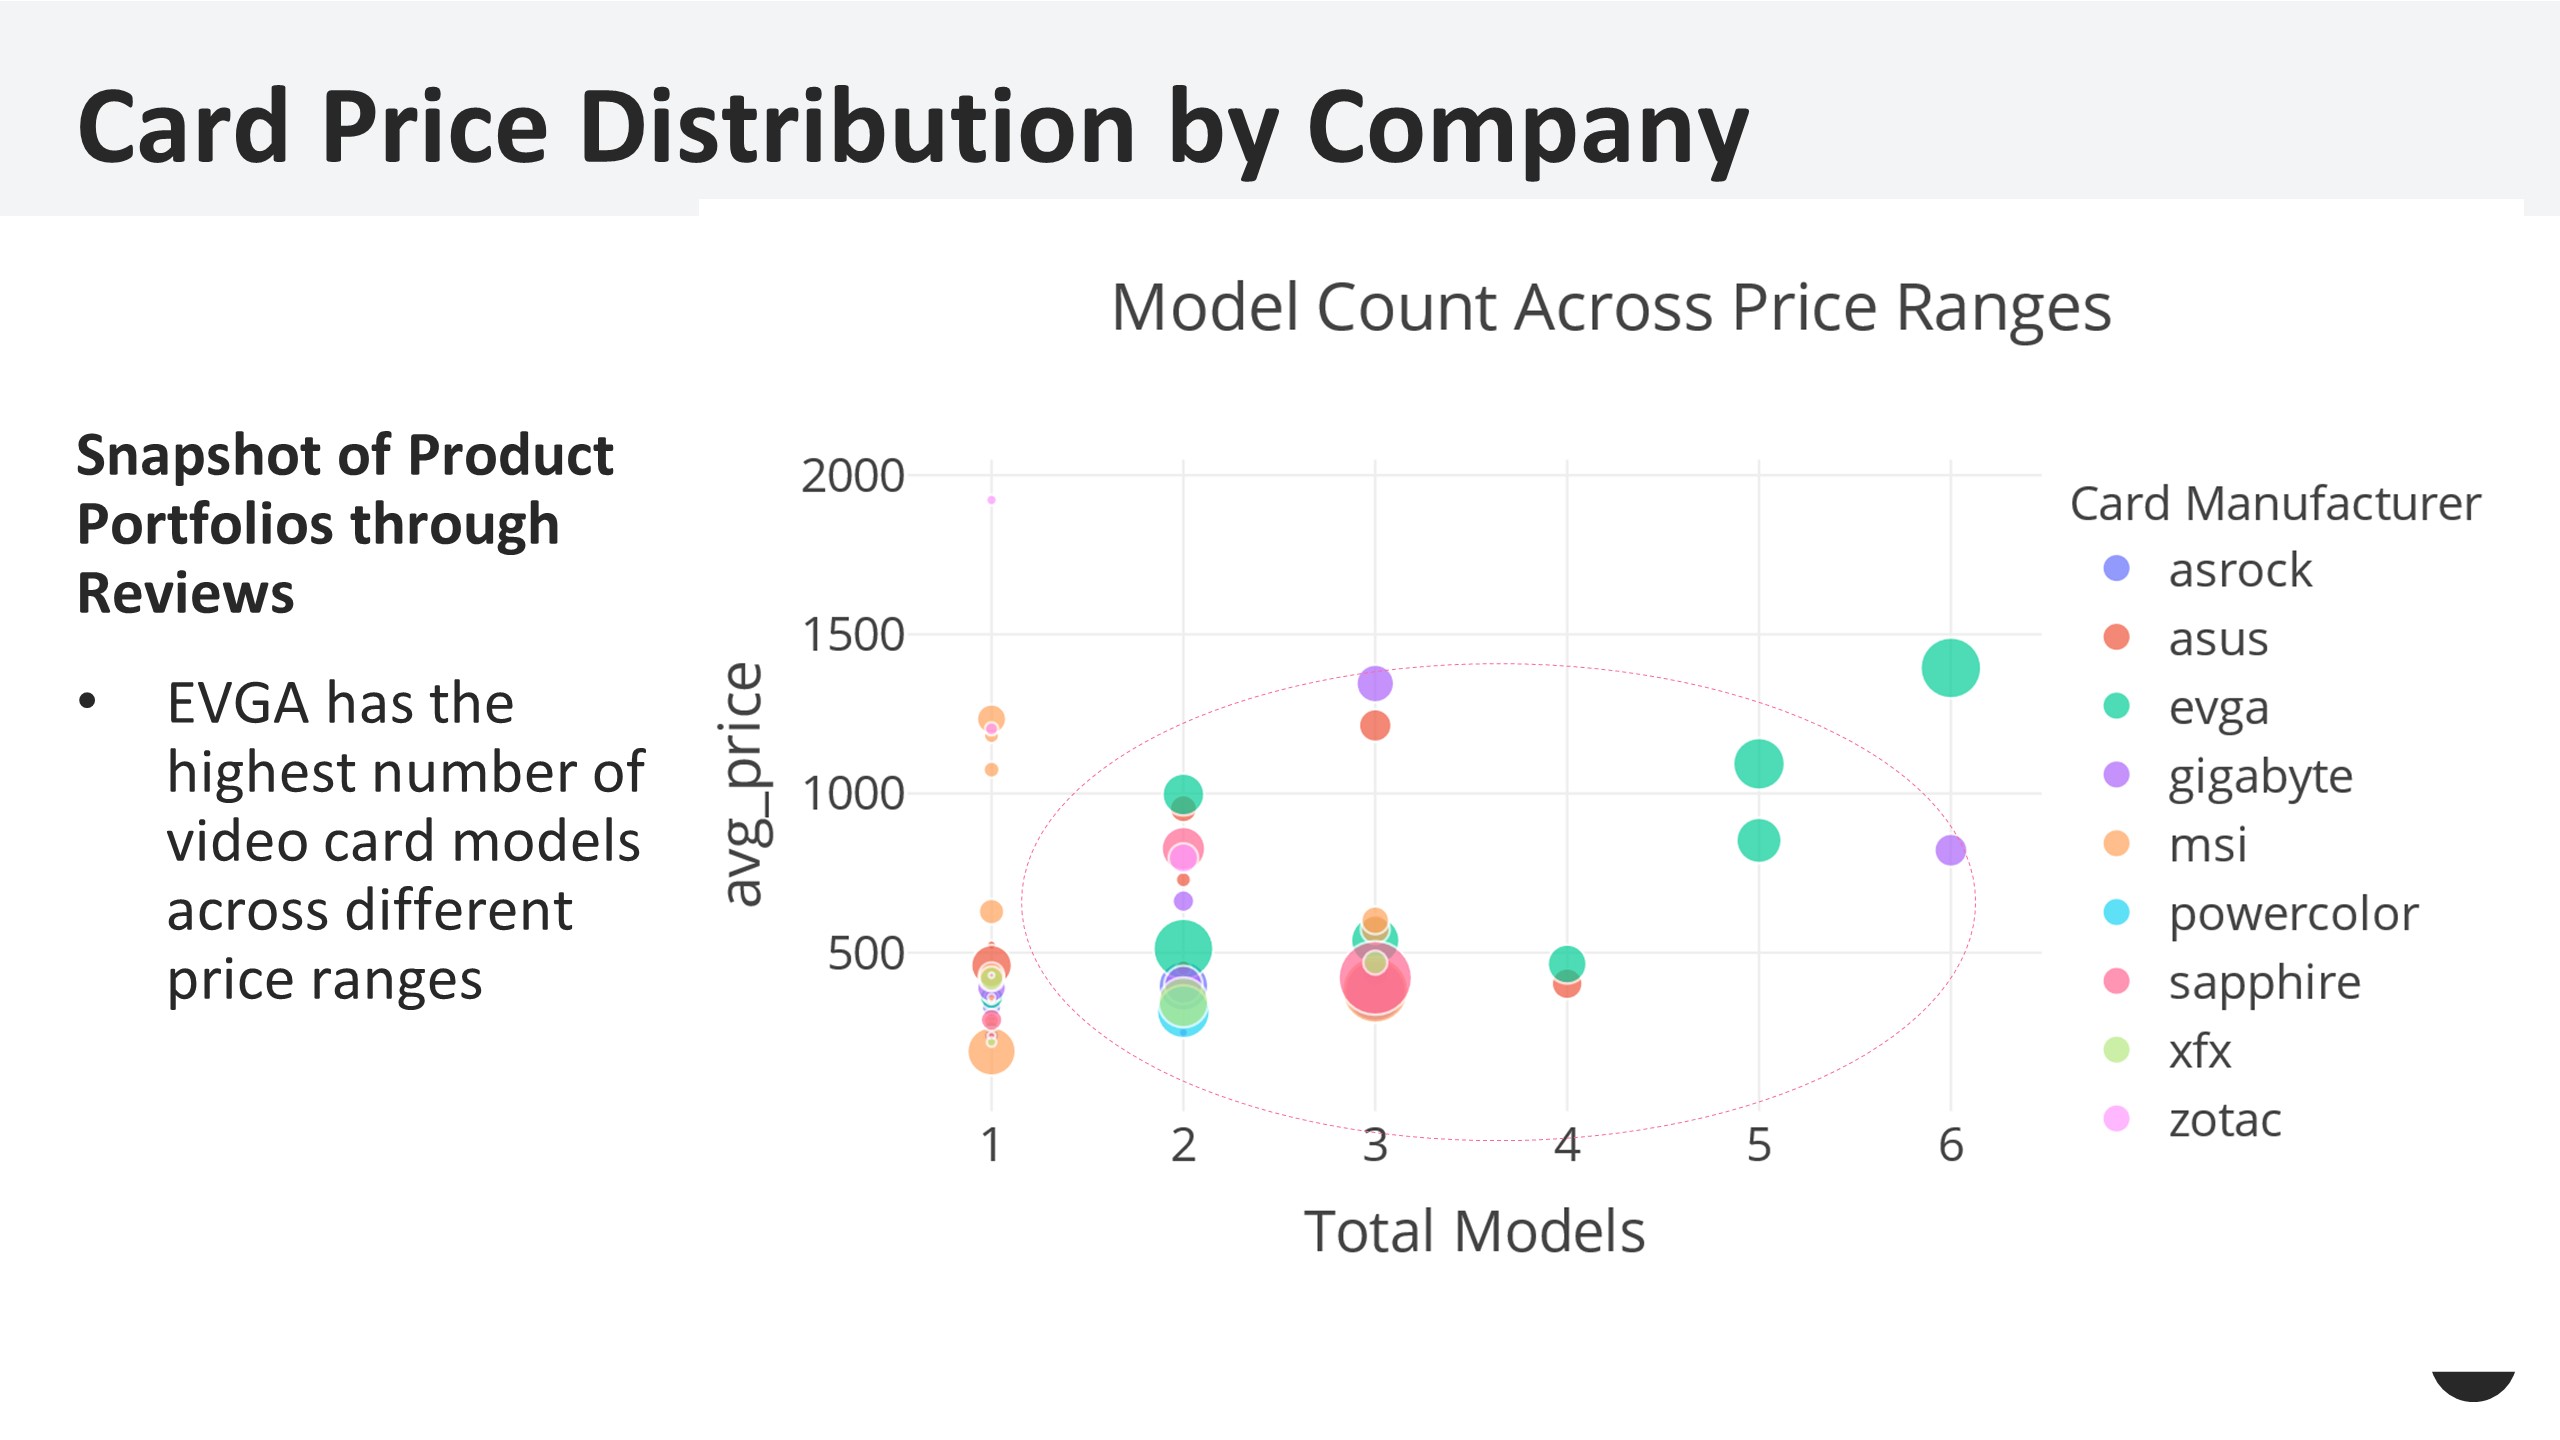 Card Price Distribution by Company
Snapshot of Product
Portfolios through
Reviews
• EVGA has the
highest number of
video card models
across different
price ranges
Model Count Across Price Ranges
avg_price
2000
1500
1000
500
1 2 3 4 5 6
Total Models
Card Manufacturer
asrock
asus
evga
gigabyte
msi
powercolor
sapphire
xfx
zotac